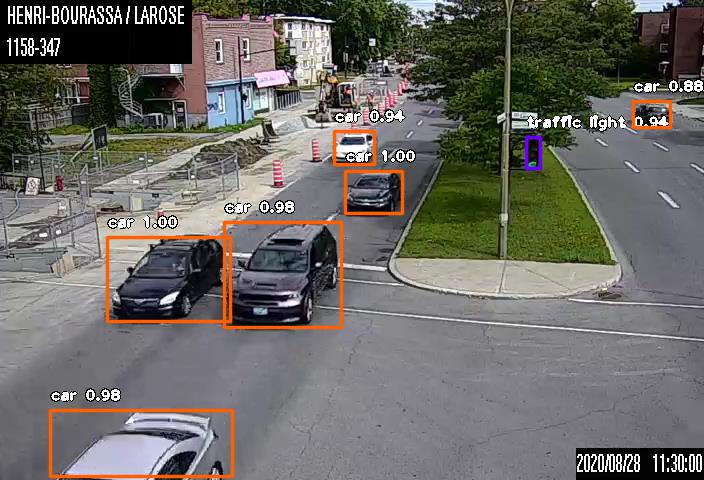 HENRI-BOURASSA / LAROSE
1158-347
car 0.88
car 0.94
traffic light 0.94
car 1.00
car 0.98
car 1.00
car 0.98
2020/08/28 11:30:00